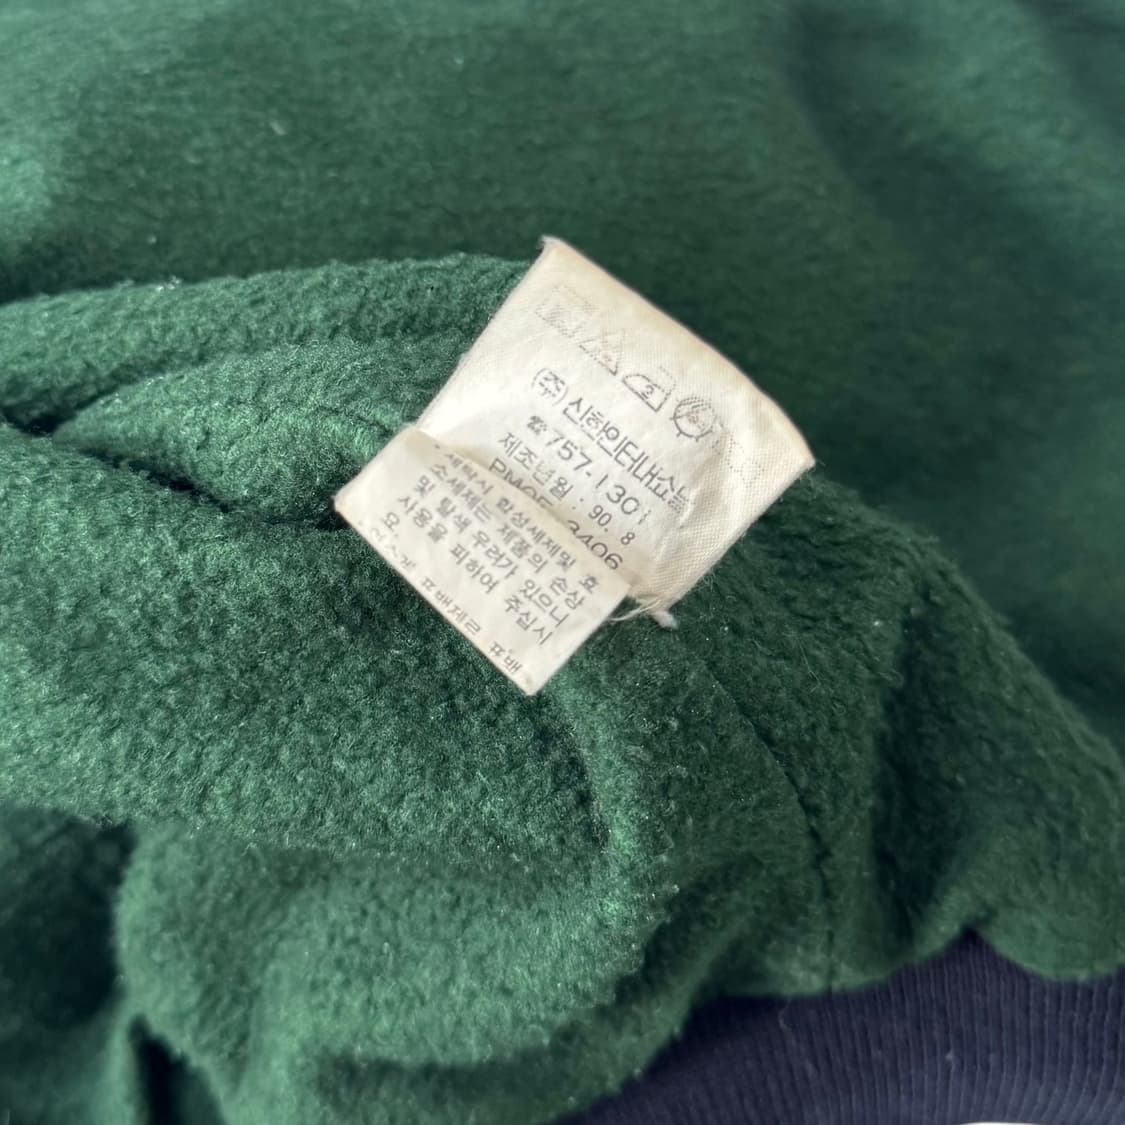 (주) 신한인터내쇼날
☎757-1301
제조년월 . 90. 8
3406
세탁시 합성세제및 효
소세제는 제품의 손상
및 탈색 우려가 있으니
사용을 피하여 주십시
요.